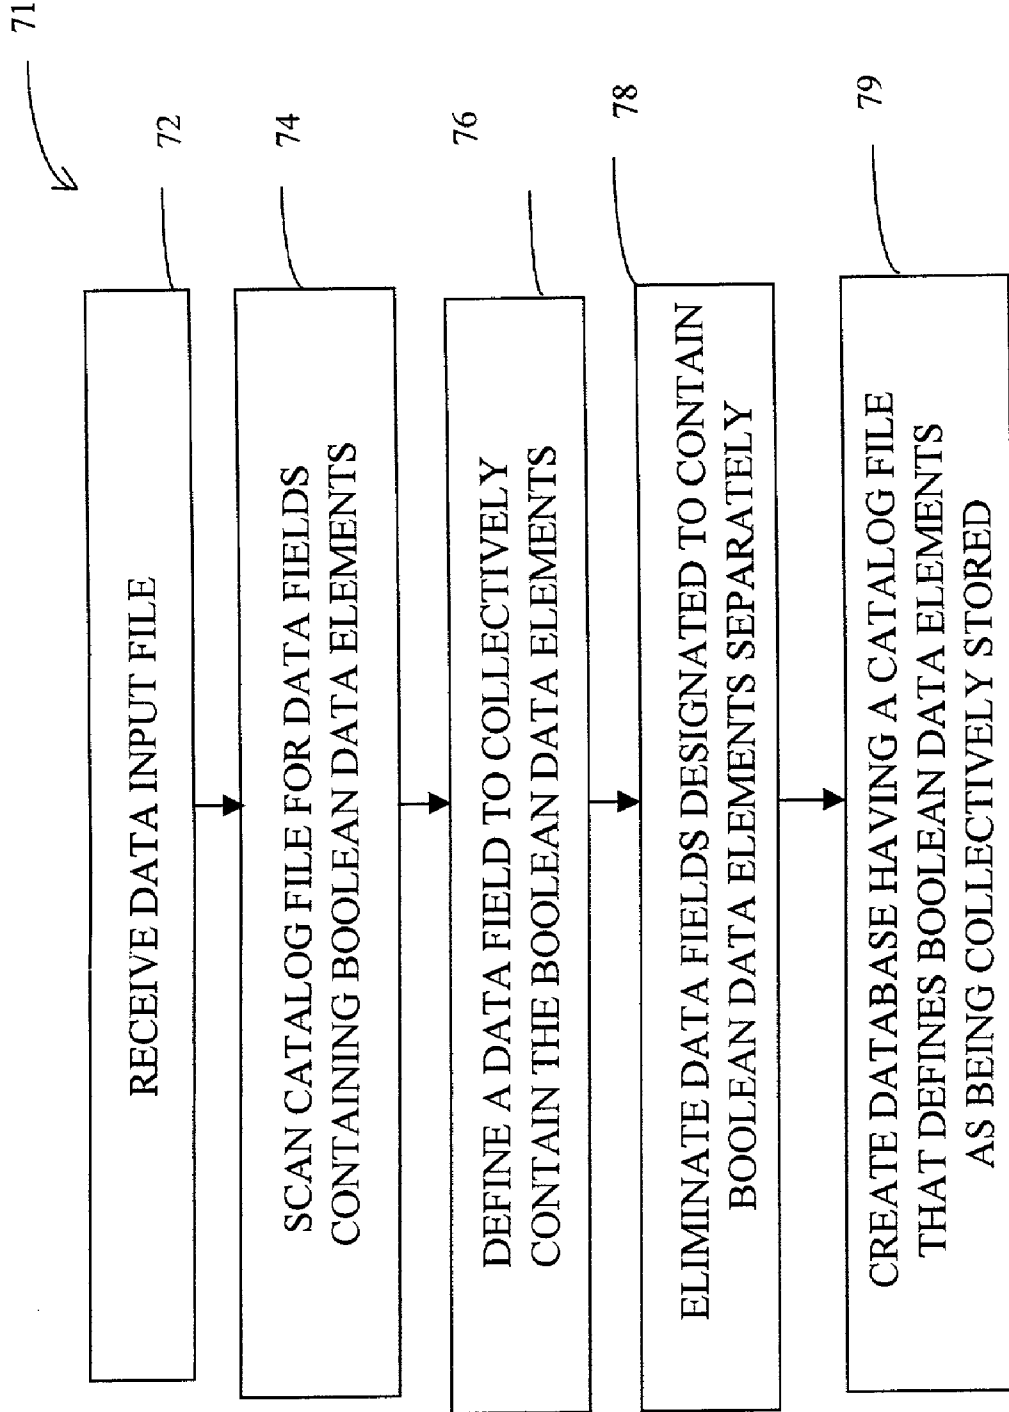 71
RECEIVE DATA INPUT FILE
72
SCAN CATALOG FILE FOR DATA FIELDS
CONTAINING BOOLEAN DATA ELEMENTS
74
DEFINE A DATA FIELD TO COLLECTIVELY
CONTAIN THE BOOLEAN DATA ELEMENTS
76
ELIMINATE DATA FIELDS DESIGNATED TO CONTAIN
BOOLEAN DATA ELEMENTS SEPARATELY
78
CREATE DATABASE HAVING A CATALOG FILE
THAT DEFINES BOOLEAN DATA ELEMENTS
AS BEING COLLECTIVELY STORED
79